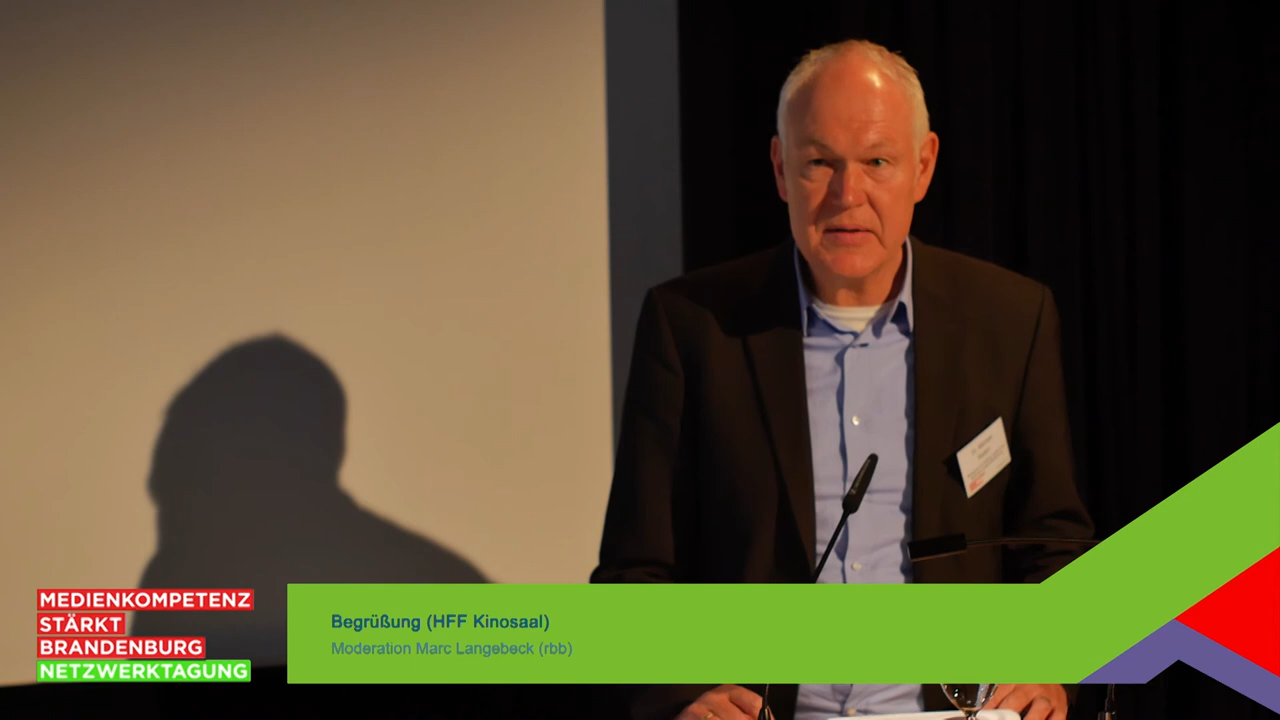 MEDIENKOMPETENZ
STÄRKT
BRANDENBURG
NETZWERKTAGUNG
Begrüßung (HFF Kinosaal)
Moderation Marc Langebeck (rbb)